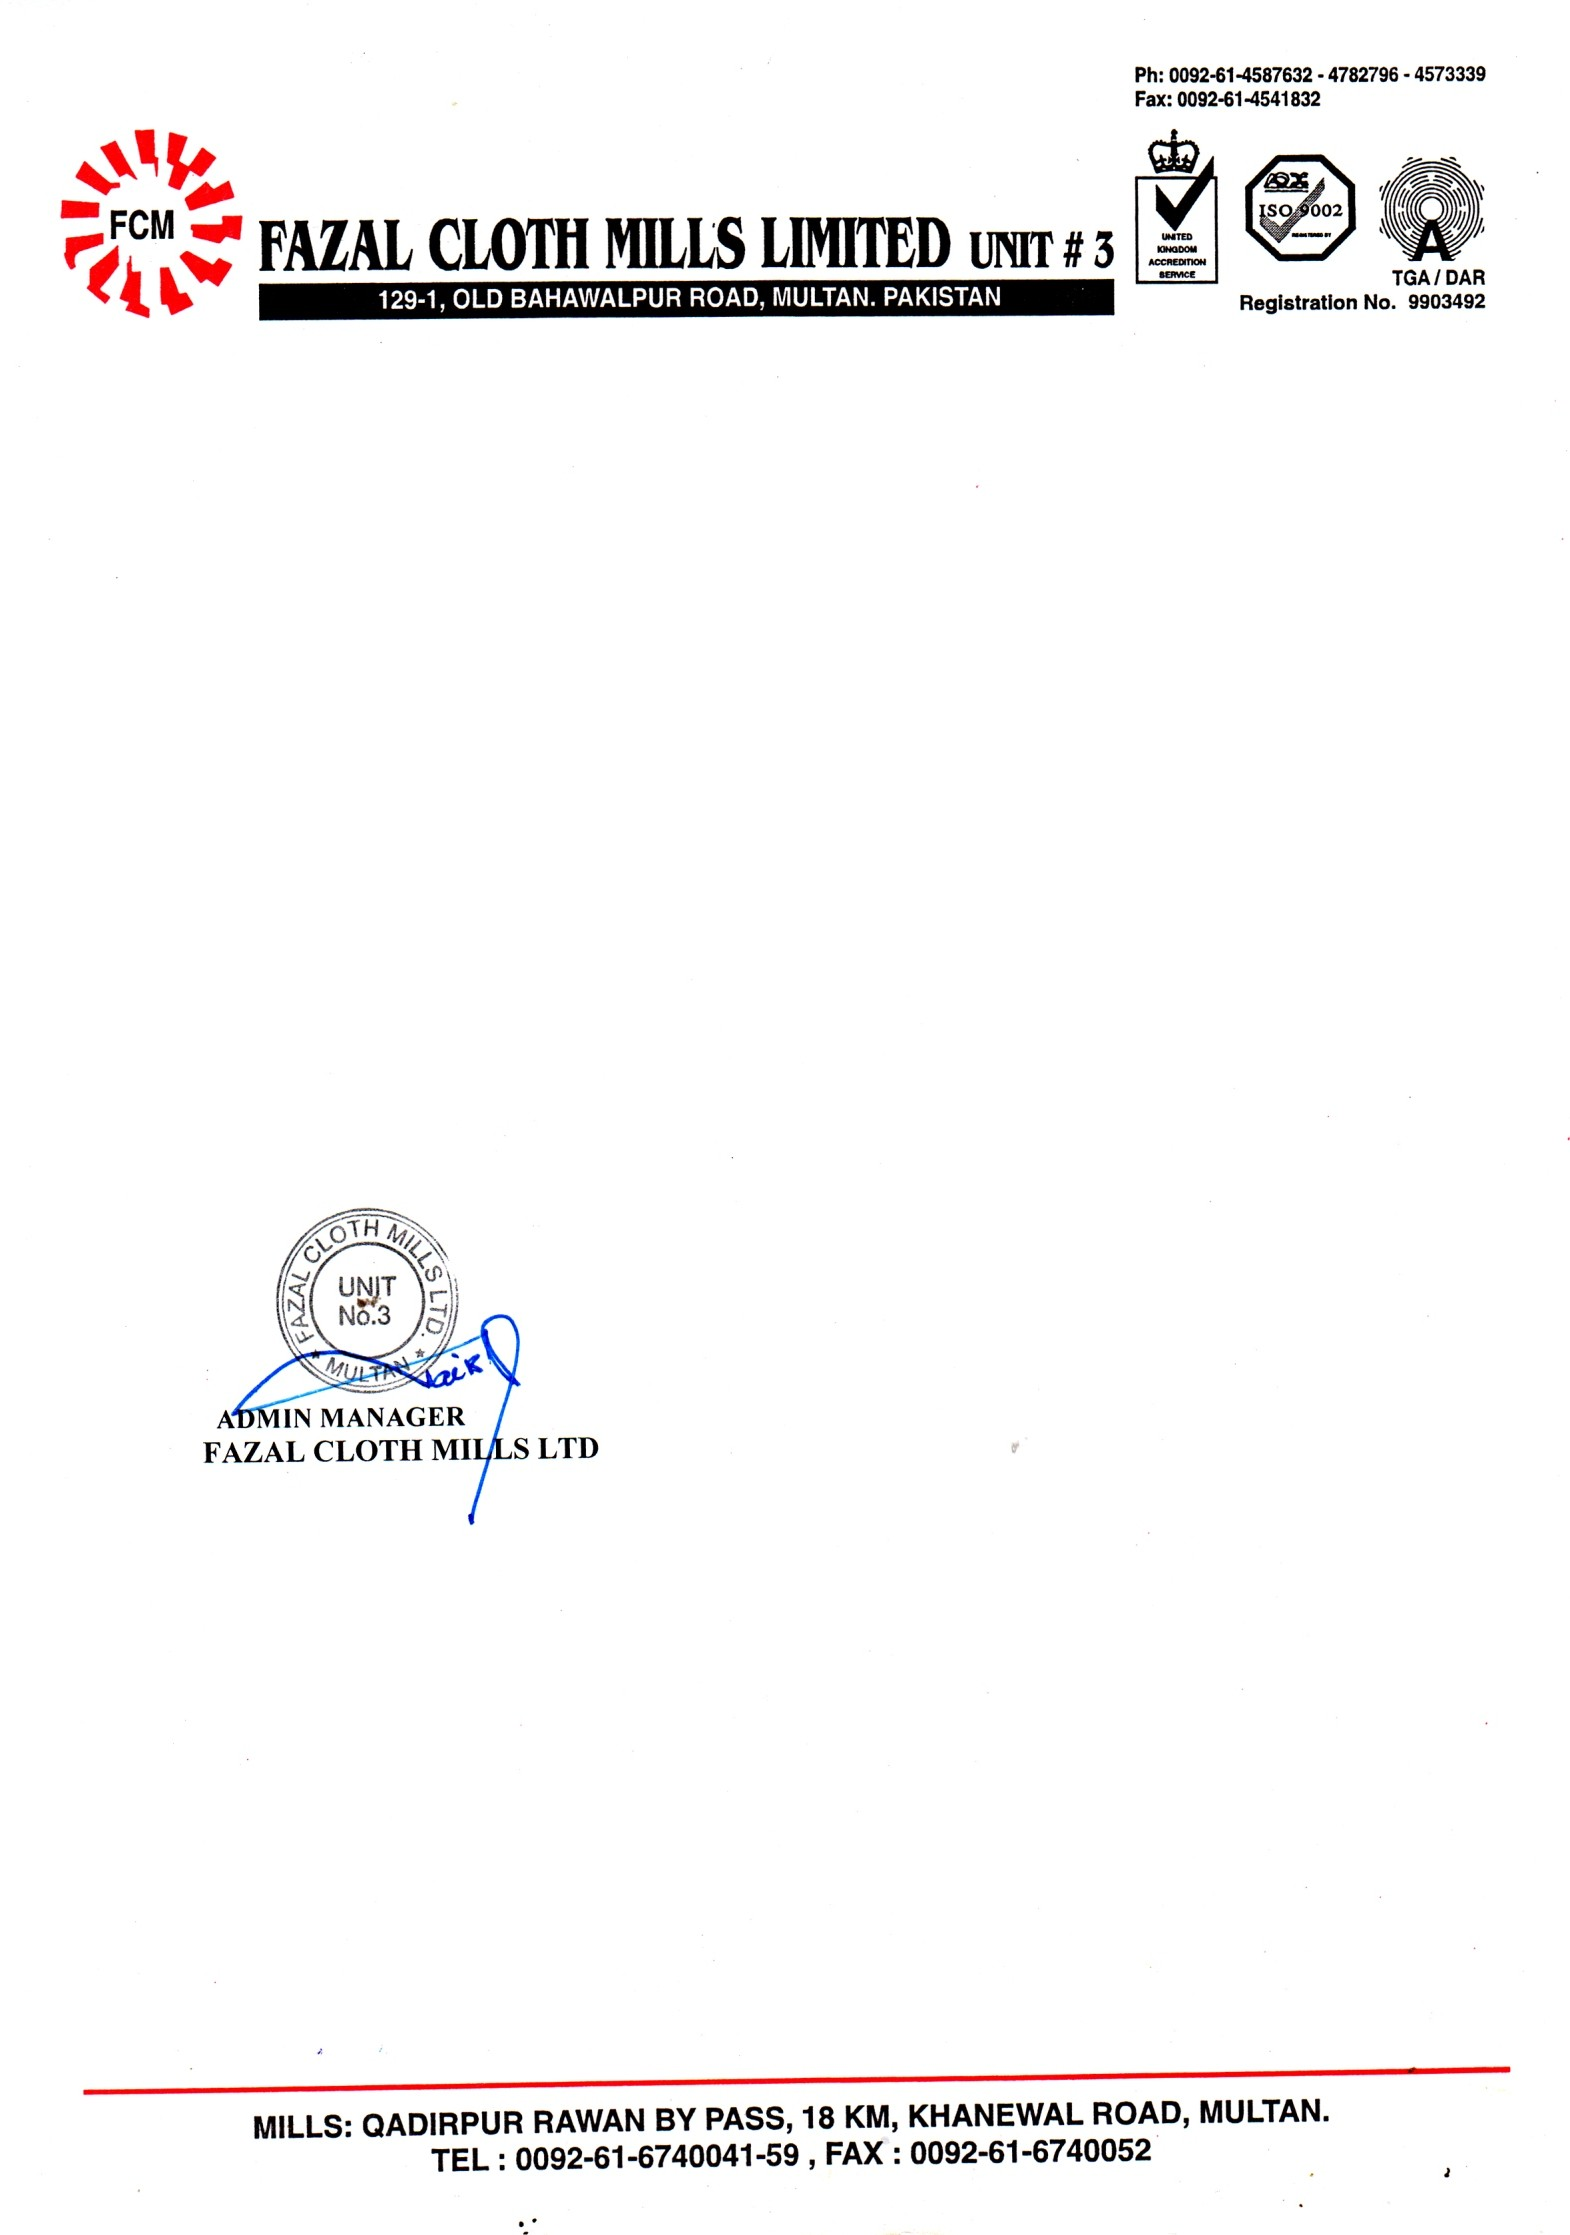 Ph: 0092-61-4587632 - 4782796 - 4573339
Fax: 0092-61-4541832
FCM
FAZAL CLOTH MILLS LIMITED UNIT # 3
129-1, OLD BAHAWALPUR ROAD, MULTAN. PAKISTAN
UNITED
KINGDOM
ACCREDITION
SERVICE
AQX
ISO 9002
REGISTERED BY
A
TGA / DAR
Registration No. 9903492
FAZAL CLOTH MILLS LTD.
UNIT
No.3
* MULTAN *
ADMIN MANAGER
FAZAL CLOTH MILLS LTD
MILLS: QADIRPUR RAWAN BY PASS, 18 KM, KHANEWAL ROAD, MULTAN.
TEL : 0092-61-6740041-59 , FAX : 0092-61-6740052